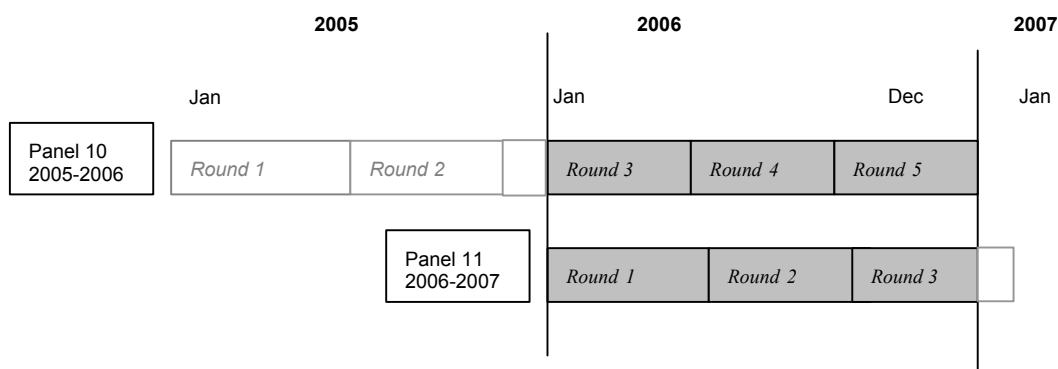 2005 2006 2007
Jan Jan Dec Jan
Panel 10
2005-2006
Round 1 Round 2 Round 3 Round 4 Round 5
Panel 11
2006-2007
Round 1 Round 2 Round 3